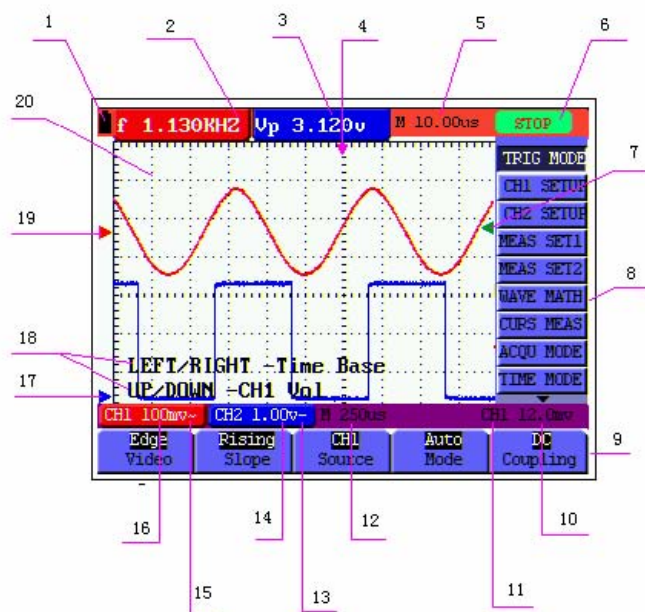 1 2 3 4 5 6
20
f 1.130KHZ Vp 3.120v M 10.00us STOP
7
TRIG MODE
CH1 SETUP
CH2 SETUP
19
MEAS SET1
MEAS SET2
8
WAVE MATH
CURS MEAS
18
ACQU MODE
LEFT/RIGHT -Time Base
17
UP/DOWN -CH1 Vol
TIME MODE
CH1 100mv~ CH2 1.00v- M 250us CH1 12.0mv
Edge Rising CH1 Auto DC
9
Video Slope Source Mode Coupling
16 14 12 10
15 13 11